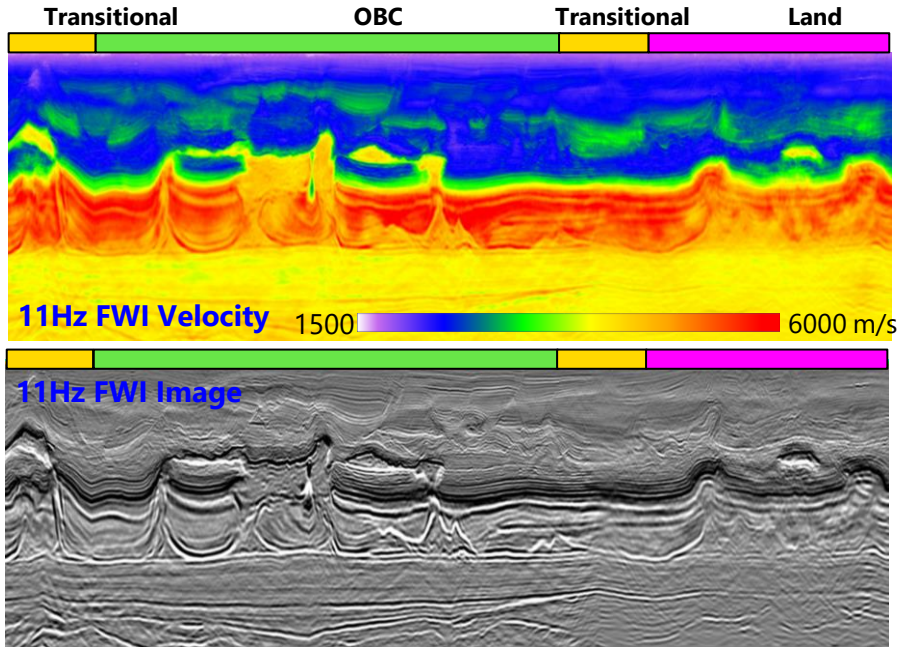 Transitional OBC Transitional Land
11Hz FWI Velocity 1500 6000 m/s
11Hz FWI Image